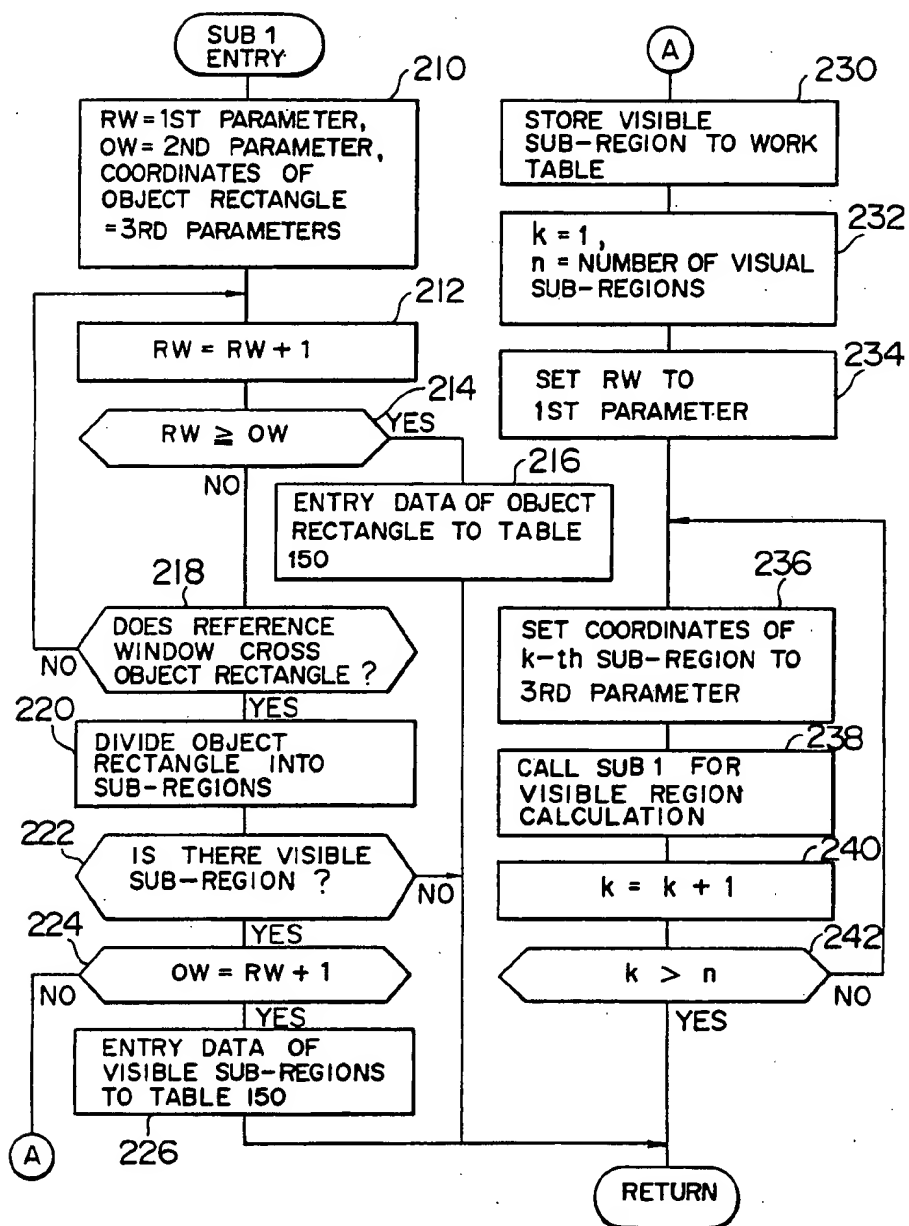 SUB 1
ENTRY
210
RW = 1ST PARAMETER,
OW = 2ND PARAMETER,
COORDINATES OF
OBJECT RECTANGLE
= 3RD PARAMETERS
212
RW = RW + 1
214
RW ≧ OW
YES
NO
216
ENTRY DATA OF OBJECT
RECTANGLE TO TABLE
150
218
DOES REFERENCE
WINDOW CROSS
OBJECT RECTANGLE ?
NO
YES
220
DIVIDE OBJECT
RECTANGLE INTO
SUB-REGIONS
222
IS THERE VISIBLE
SUB-REGION ?
NO
YES
224
OW = RW + 1
NO
YES
ENTRY DATA OF
VISIBLE SUB-REGIONS
TO TABLE 150
226
A
A
230
STORE VISIBLE
SUB-REGION TO WORK
TABLE
232
k = 1,
n = NUMBER OF VISUAL
SUB-REGIONS
234
SET RW TO
1ST PARAMETER
236
SET COORDINATES OF
k-th SUB-REGION TO
3RD PARAMETER
238
CALL SUB 1 FOR
VISIBLE REGION
CALCULATION
240
k = k + 1
242
k > n
NO
YES
RETURN